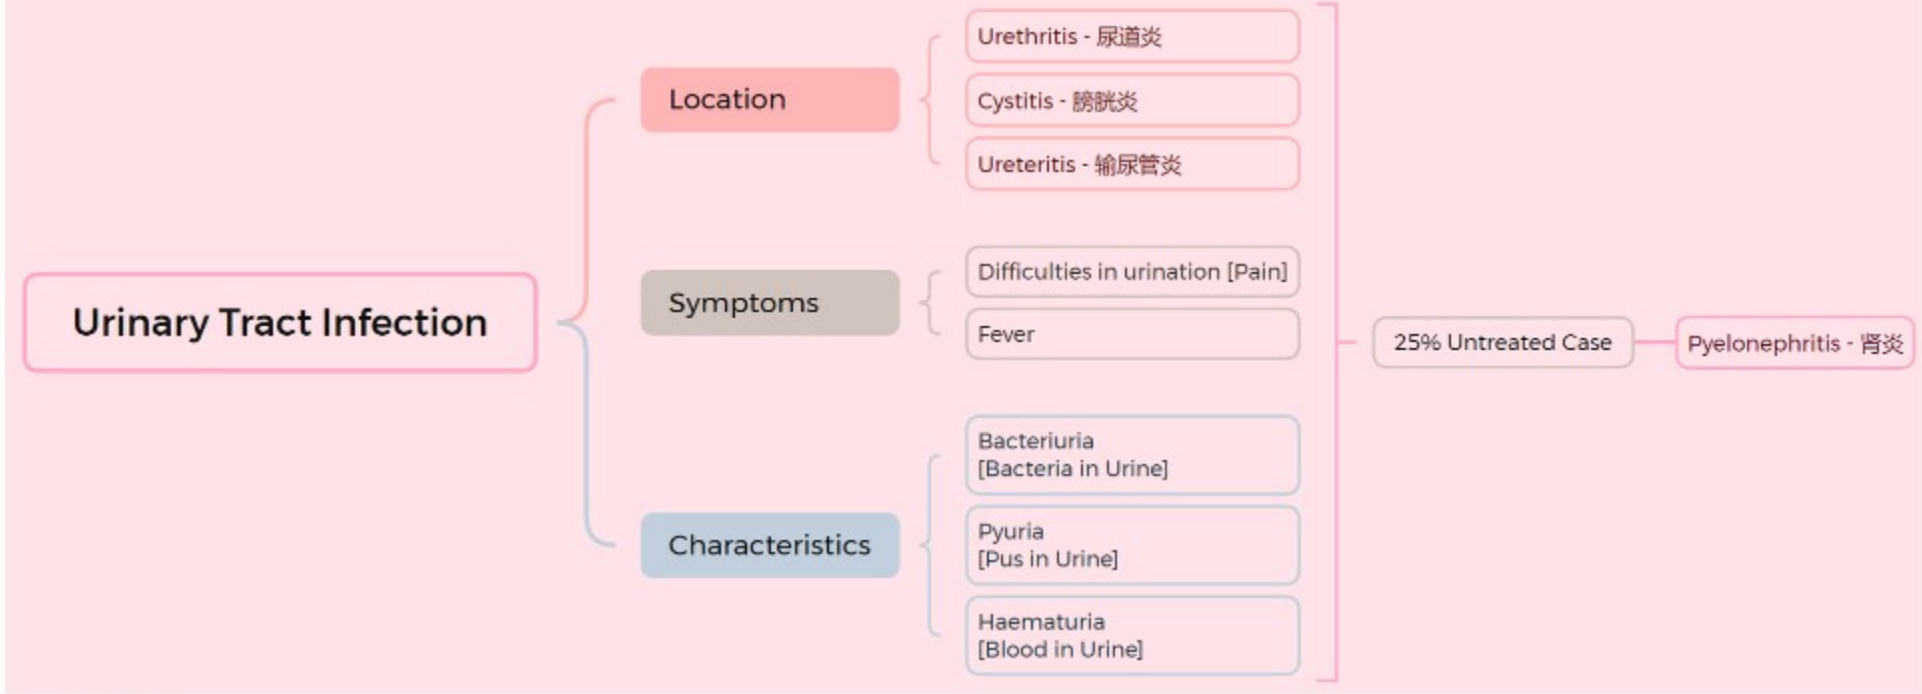 Urinary Tract Infection
Location
Urethritis - 尿道炎
Cystitis - 膀胱炎
Ureteritis - 输尿管炎
Symptoms
Difficulties in urination [Pain]
Fever
Characteristics
Bacteriuria
[Bacteria in Urine]
Pyuria
[Pus in Urine]
Haematuria
[Blood in Urine]
25% Untreated Case
Pyelonephritis - 肾炎